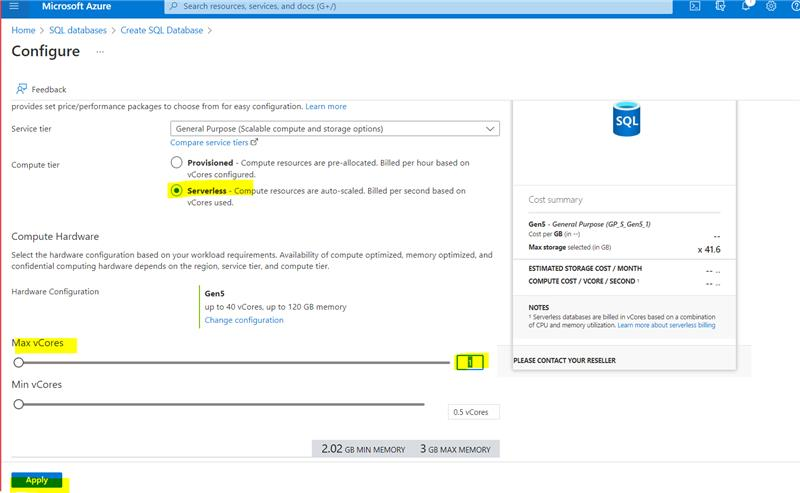 Microsoft Azure
Search resources, services, and docs (G+/)
Home > SQL databases > Create SQL Database >
Configure ...
Feedback
provides set price/performance packages to choose from for easy configuration. Learn more
Service tier
General Purpose (Scalable compute and storage options)
Compare service tiers
Compute tier
Provisioned - Compute resources are pre-allocated. Billed per hour based on
vCores configured.
Serverless - Compute resources are auto-scaled. Billed per second based on
vCores used.
Compute Hardware
Select the hardware configuration based on your workload requirements. Availability of compute optimized, memory optimized, and
confidential computing hardware depends on the region, service tier, and compute tier.
Hardware Configuration
Gen5
up to 40 vCores, up to 120 GB memory
Change configuration
Max vCores
1
Min vCores
0.5 vCores
2.02 GB MIN MEMORY 3 GB MAX MEMORY
Apply
SQL
Cost summary
Gen5 - General Purpose (GP_S_Gen5_1)
Cost per GB (in --) --
Max storage selected (in GB) x 41.6
ESTIMATED STORAGE COST / MONTH -- --
COMPUTE COST / VCORE / SECOND ¹ -- --
NOTES
¹ Serverless databases are billed in vCores based on a combination
of CPU and memory utilization. Learn more about serverless billing
PLEASE CONTACT YOUR RESELLER